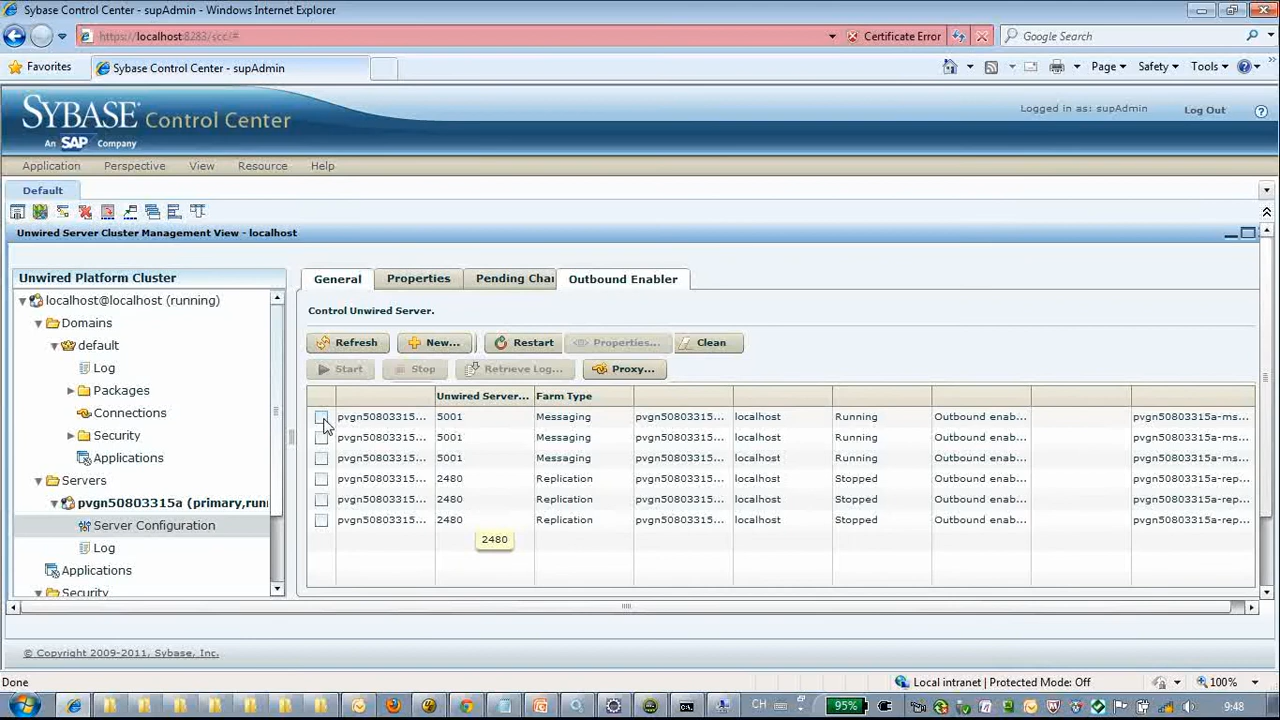 Sybase Control Center - supAdmin - Windows Internet Explorer
https://localhost:8283/scc/#
Certificate Error
Google Search
Favorites
Sybase Control Center - supAdmin
Page
Safety
Tools
SYBASE Control Center
An SAP Company
Logged in as: supAdmin
Log Out
Application
Perspective
View
Resource
Help
Default
Unwired Server Cluster Management View - localhost
Unwired Platform Cluster
localhost@localhost (running)
Domains
default
Log
Packages
Connections
Security
Applications
Servers
pvgn50803315a (primary,run
Server Configuration
Log
Applications
Security
General
Properties
Pending Chai
Outbound Enabler
Control Unwired Server.
Refresh
New...
Restart
Properties...
Clean
Start
Stop
Retrieve Log...
Proxy...
Unwired Server... Farm Type
pvgn50803315... 5001 Messaging pvgn50803315... localhost Running Outbound enab... pvgn50803315a-ms...
pvgn50803315... 5001 Messaging pvgn50803315... localhost Running Outbound enab... pvgn50803315a-ms...
pvgn50803315... 5001 Messaging pvgn50803315... localhost Running Outbound enab... pvgn50803315a-ms...
pvgn50803315... 2480 Replication pvgn50803315... localhost Stopped Outbound enab... pvgn50803315a-rep...
pvgn50803315... 2480 Replication pvgn50803315... localhost Stopped Outbound enab... pvgn50803315a-rep...
pvgn50803315... 2480 Replication pvgn50803315... localhost Stopped Outbound enab... pvgn50803315a-rep...
2480
© Copyright 2009-2011, Sybase, Inc.
Done
Local intranet | Protected Mode: Off
100%
CH
95%
9:48